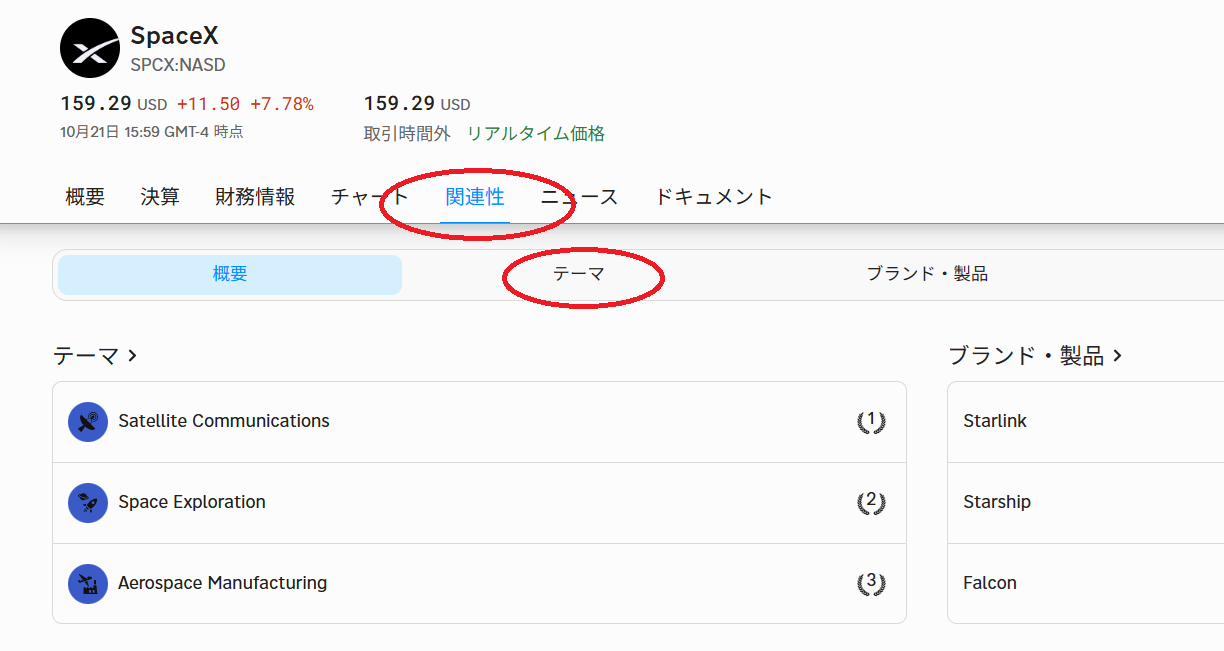 SpaceX
SPCX:NASD
159.29 USD +11.50 +7.78%
10月21日 15:59 GMT-4 時点
159.29 USD
取引時間外 リアルタイム価格
概要 決算 財務情報 チャート 関連性 ニュース ドキュメント
概要 テーマ ブランド・製品
テーマ
Satellite Communications 1
Space Exploration 2
Aerospace Manufacturing 3
ブランド・製品
Starlink
Starship
Falcon